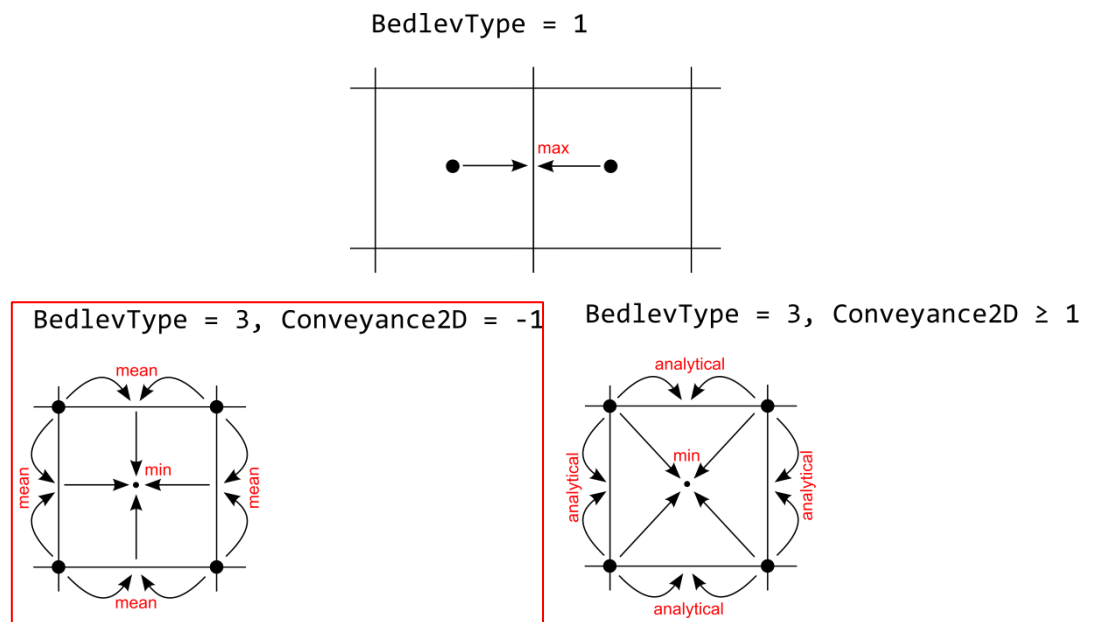 BedlevType = 1
max
BedlevType = 3, Conveyance2D = -1
mean
mean
min
mean
mean
BedlevType = 3, Conveyance2D ≥ 1
analytical
analytical
min
analytical
analytical